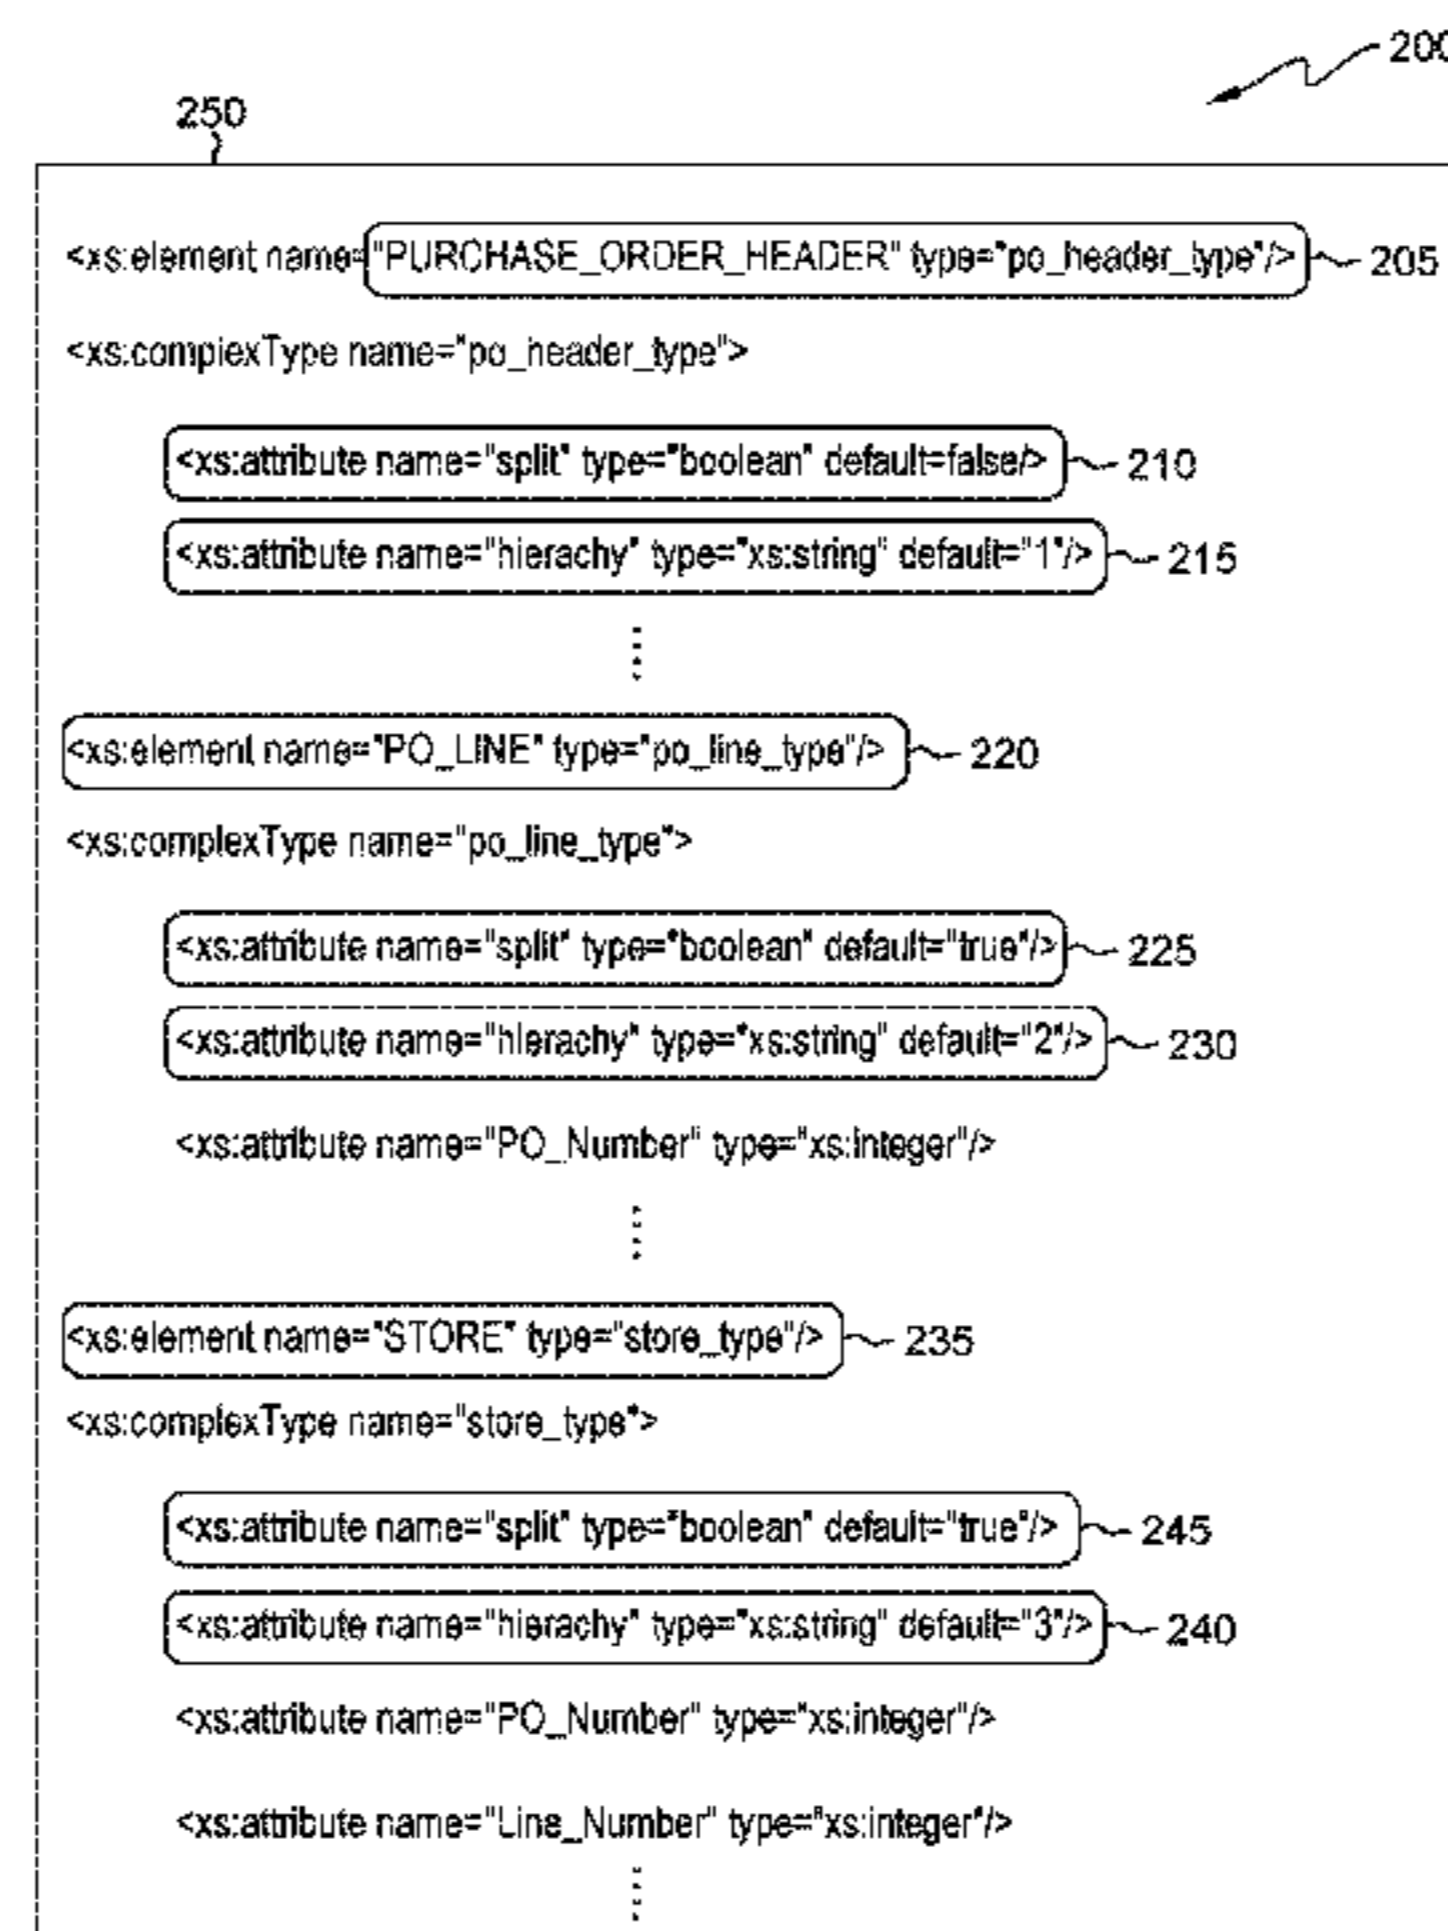 200
250
<xs:element name="PURCHASE_ORDER_HEADER" type="po_header_type"/> 205
<xs:complexType name="po_header_type">
<xs:attribute name="split" type="boolean" default=false/> 210
<xs:attribute name="hierachy" type="xs:string" default="1"/> 215
<xs:element name="PO_LINE" type="po_line_type"/> 220
<xs:complexType name="po_line_type">
<xs:attribute name="split" type="boolean" default="true"/> 225
<xs:attribute name="hierachy" type="xs:string" default="2"/> 230
<xs:attribute name="PO_Number" type="xs:integer"/>
<xs:element name="STORE" type="store_type"/> 235
<xs:complexType name="store_type">
<xs:attribute name="split" type="boolean" default="true"/> 245
<xs:attribute name="hierachy" type="xs:string" default="3"/> 240
<xs:attribute name="PO_Number" type="xs:integer"/>
<xs:attribute name="Line_Number" type="xs:integer"/>